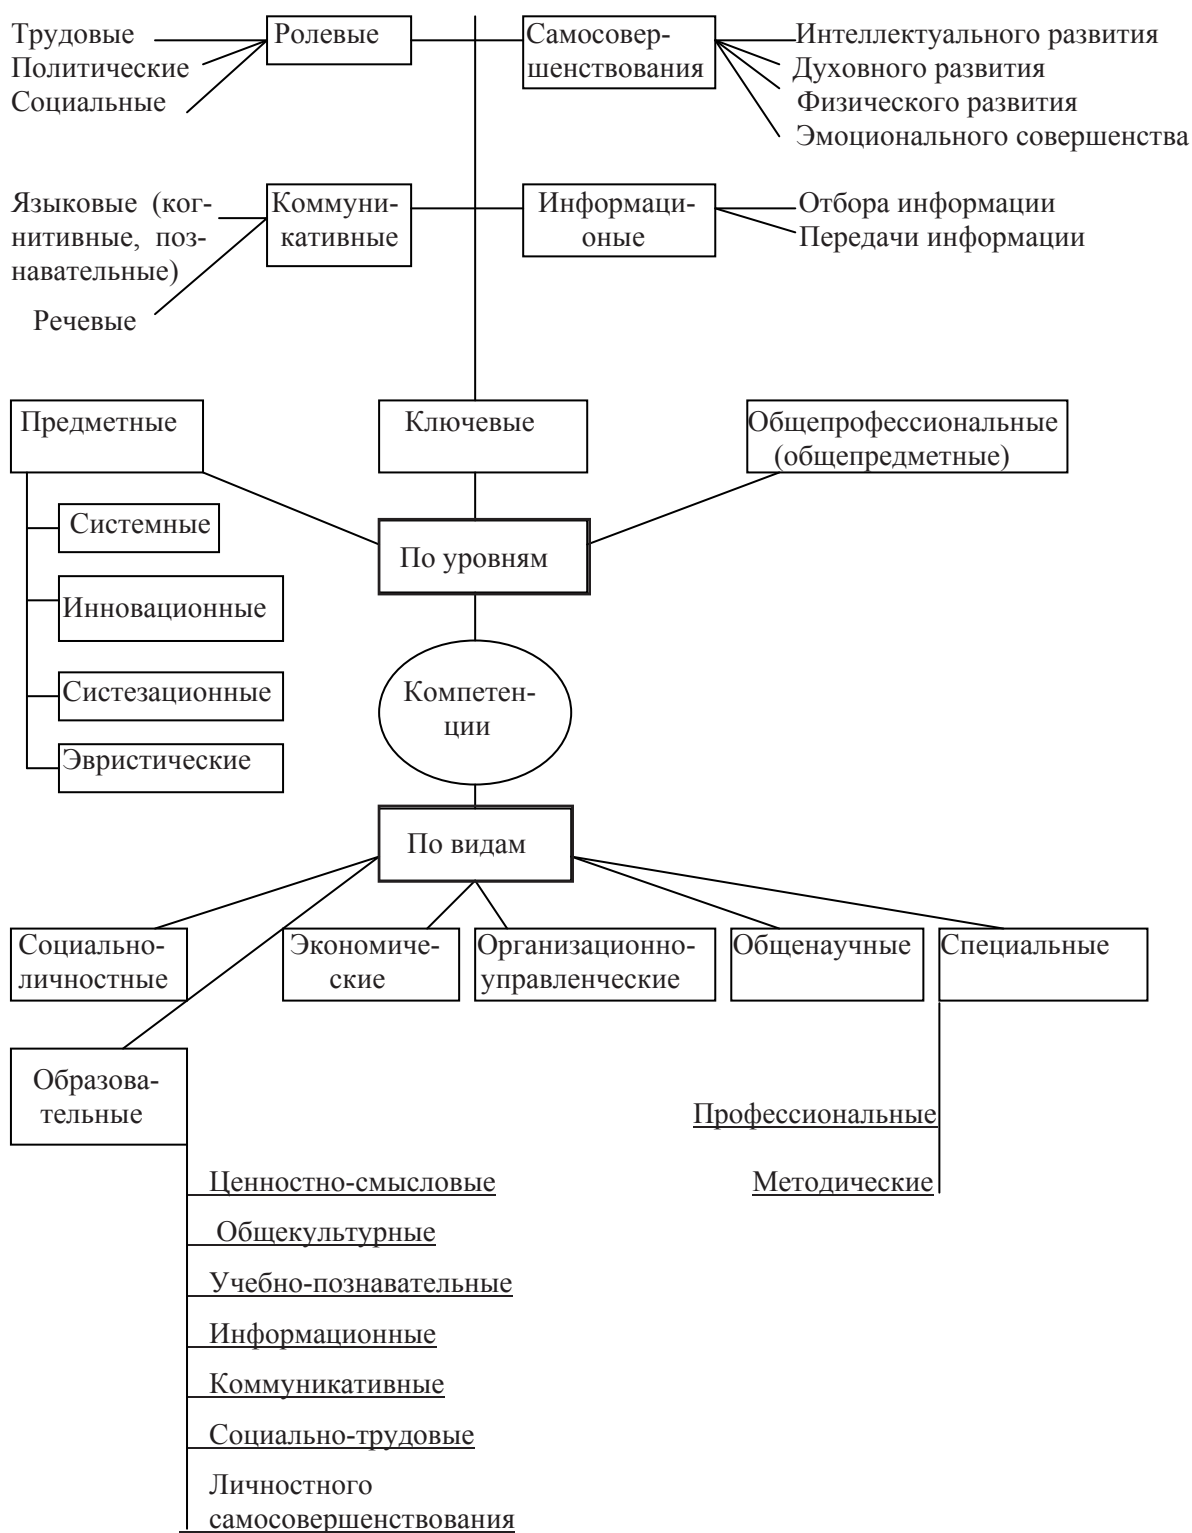 Трудовые
Политические
Социальные
Ролевые
Самосовер-
шенствования
Интеллектуального развития
Духовного развития
Физического развития
Эмоционального совершенства
Языковые (ког-
нитивные, поз-
навательные)
Речевые
Коммуни-
кативные
Информаци-
оные
Отбора информации
Передачи информации
Предметные
Ключевые
Общепрофессиональные
(общепредметные)
Системные
Инновационные
Систезационные
Эвристические
По уровням
Компетен-
ции
По видам
Социально-
личностные
Экономиче-
ские
Организационно-
управленческие
Общенаучные
Специальные
Образова-
тельные
Профессиональные
Методические
Ценностно-смысловые
Общекультурные
Учебно-познавательные
Информационные
Коммуникативные
Социально-трудовые
Личностного
самосовершенствования